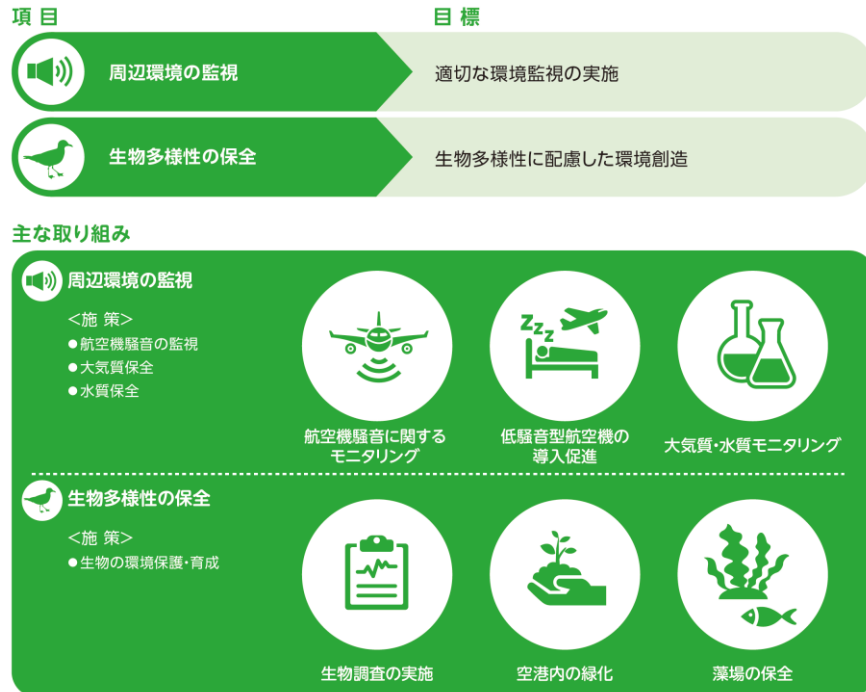 項目
目標
周辺環境の監視
適切な環境監視の実施
生物多様性の保全
生物多様性に配慮した環境創造
主な取り組み
周辺環境の監視
<施 策>
●航空機騒音の監視
●大気質保全
●水質保全
ZZZ
航空機騒音に関する
モニタリング
低騒音型航空機の
導入促進
大気質・水質モニタリング
生物多様性の保全
<施 策>
●生物の環境保護・育成
生物調査の実施
空港内の緑化
藻場の保全